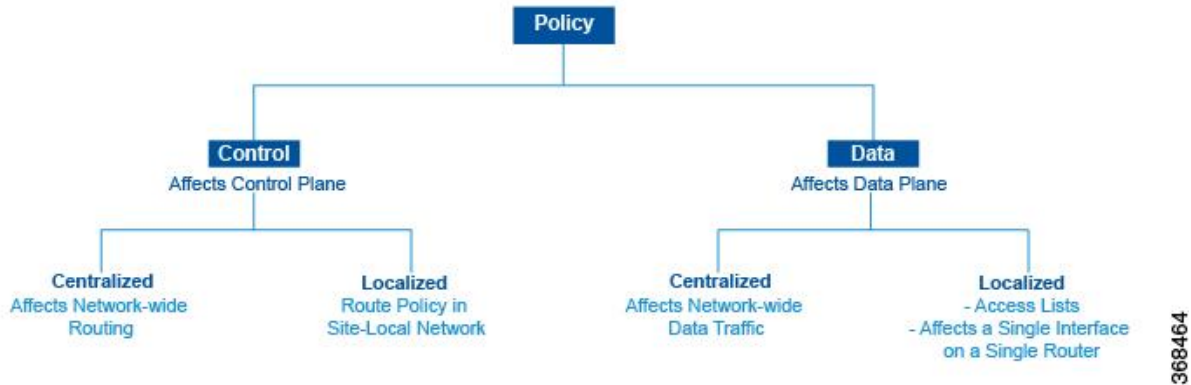 Policy
Control
Affects Control Plane
Data
Affects Data Plane
Centralized
Affects Network-wide
Routing
Localized
Route Policy in
Site-Local Network
Centralized
Affects Network-wide
Data Traffic
Localized
- Access Lists
- Affects a Single Interface
on a Single Router
368464